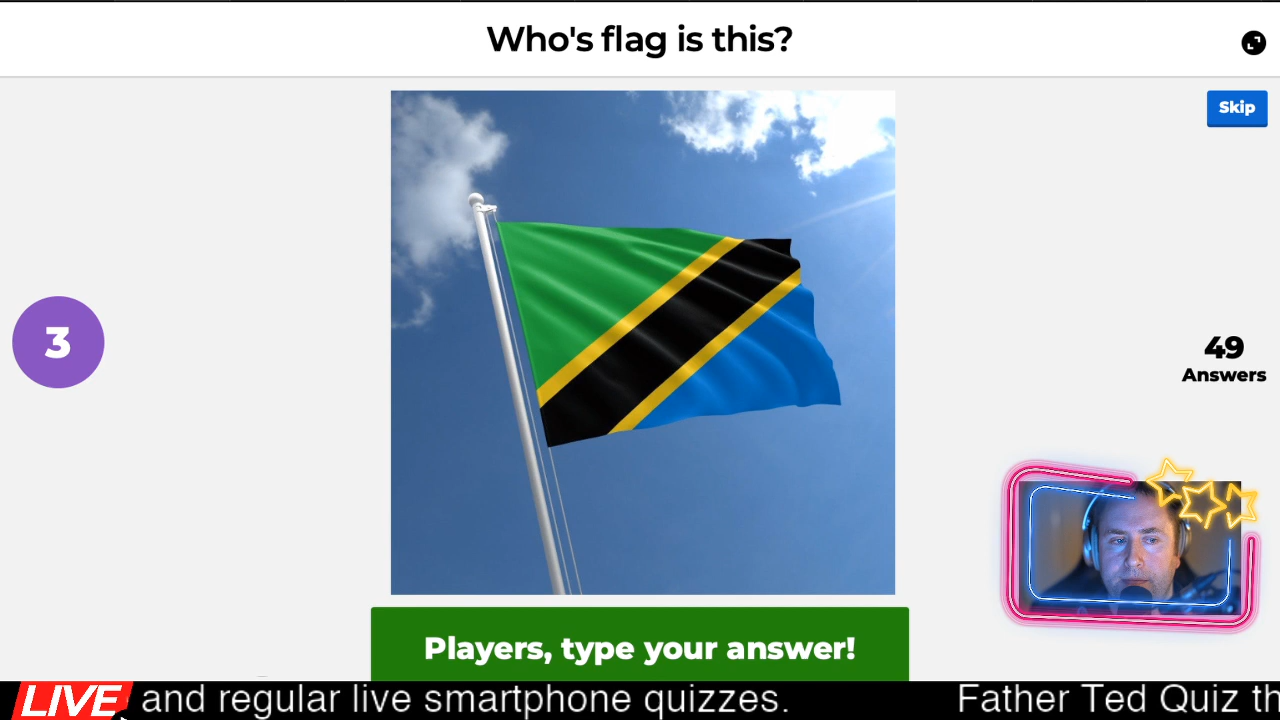 Who's flag is this?
Skip
3
49
Answers
Players, type your answer!
LIVE and regular live smartphone quizzes. Father Ted Quiz th